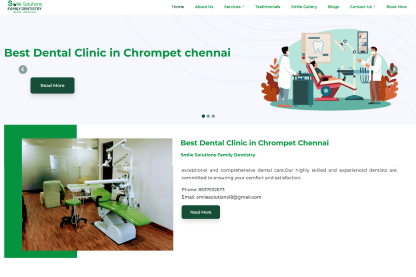 Smile Solutions
FAMILY DENTISTRY
Home
About Us
Services
Testimonials
Smile Gallery
Blogs
Contact Us
Book Now
Best Dental Clinic in Chrompet chennai
Read More
Best Dental Clinic in Chrompet Chennai
Smile Solutions Family Dentistry
exceptional and comprehensive dental care.Our highly skilled and experienced dentists are
committed to ensuring your comfort and satisfaction.
Phone: 8637632673
Email: smilesolutions18@gmail.com
Read More